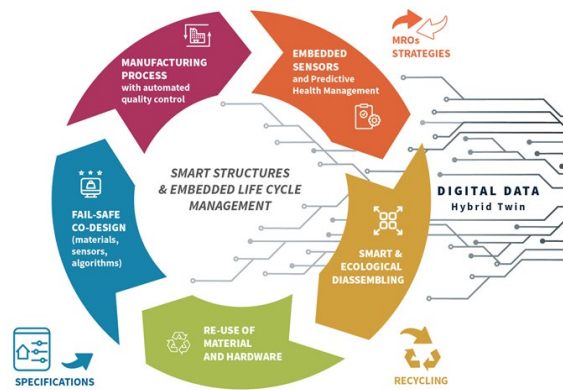 MANUFACTURING
PROCESS
with automated
quality control
EMBEDDED
SENSORS
and Predictive
Health Management
MROs
STRATEGIES
SMART STRUCTURES
& EMBEDDED LIFE CYCLE
MANAGEMENT
DIGITAL DATA
Hybrid Twin
FAIL-SAFE
CO-DESIGN
(materials,
sensors,
algorithms)
SMART &
ECOLOGICAL
DIASSEMBLING
RE-USE OF
MATERIAL
AND HARDWARE
SPECIFICATIONS
RECYCLING